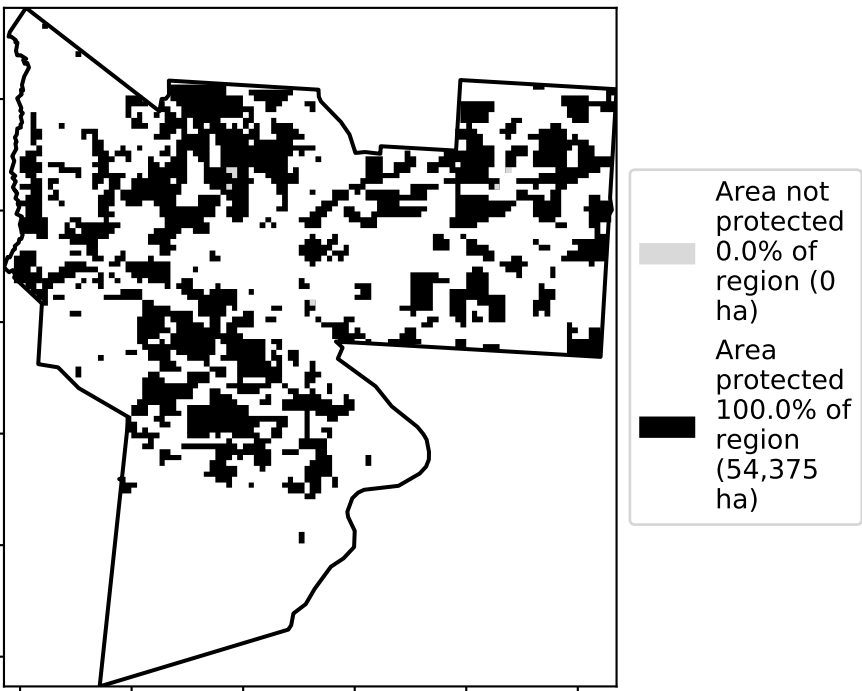 Area not
protected
0.0% of
region (0
ha)
Area
protected
100.0% of
region
(54,375
ha)